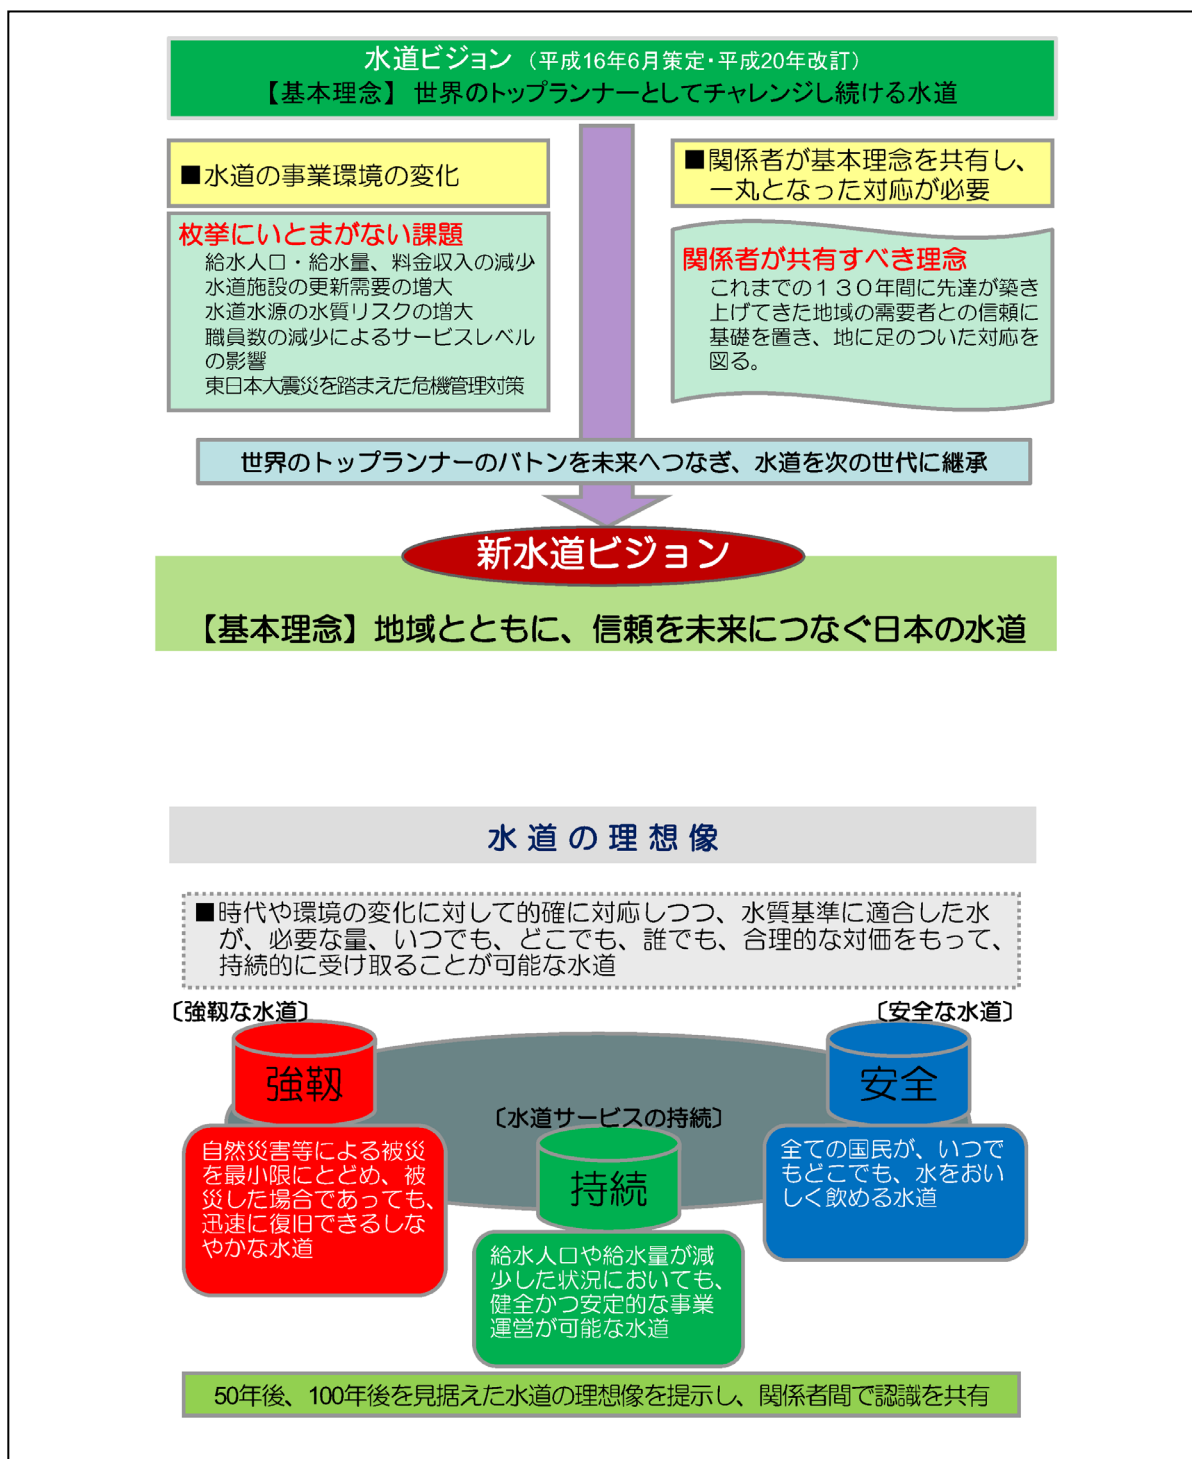 水道ビジョン（平成16年6月策定・平成20年改訂）
【基本理念】世界のトップランナーとしてチャレンジし続ける水道
■水道の事業環境の変化
枚挙にいとまがない課題
給水人口・給水量、料金収入の減少
水道施設の更新需要の増大
水道水源の水質リスクの増大
職員数の減少によるサービスレベル
の影響
東日本大震災を踏まえた危機管理対策
■関係者が基本理念を共有し、
一丸となった対応が必要
関係者が共有すべき理念
これまでの１３０年間に先達が築き
上げてきた地域の需要者との信頼に
基礎を置き、地に足のついた対応を
図る。
世界のトップランナーのバトンを未来へつなぎ、水道を次の世代に継承
新水道ビジョン
【基本理念】地域とともに、信頼を未来につなぐ日本の水道
水道の理想像
■時代や環境の変化に対して的確に対応しつつ、水質基準に適合した水
が、必要な量、いつでも、どこでも、誰でも、合理的な対価をもって、
持続的に受け取ることが可能な水道
〔強靱な水道〕
強靱
自然災害等による被災
を最小限にとどめ、被
災した場合であっても、
迅速に復旧できるしな
やかな水道
〔水道サービスの持続〕
持続
給水人口や給水量が減
少した状況においても、
健全かつ安定的な事業
運営が可能な水道
〔安全な水道〕
安全
全ての国民が、いつで
もどこでも、水をおい
しく飲める水道
50年後、100年後を見据えた水道の理想像を提示し、関係者間で認識を共有